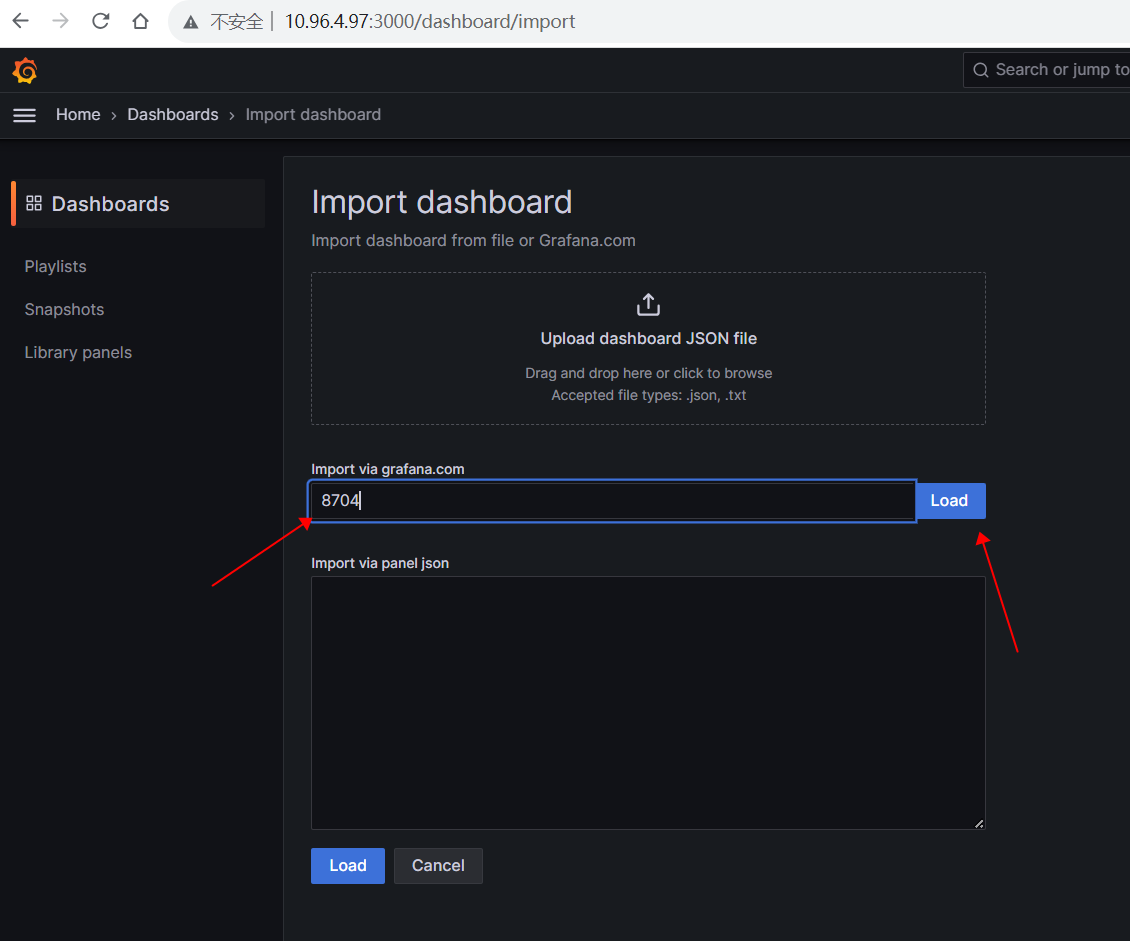 不安全 10.96.4.97:3000/dashboard/import
Search or jump to
Home › Dashboards › Import dashboard
Dashboards
Playlists
Snapshots
Library panels
Import dashboard
Import dashboard from file or Grafana.com
Upload dashboard JSON file
Drag and drop here or click to browse
Accepted file types: .json, .txt
Import via grafana.com
8704 Load
Import via panel json
Load Cancel